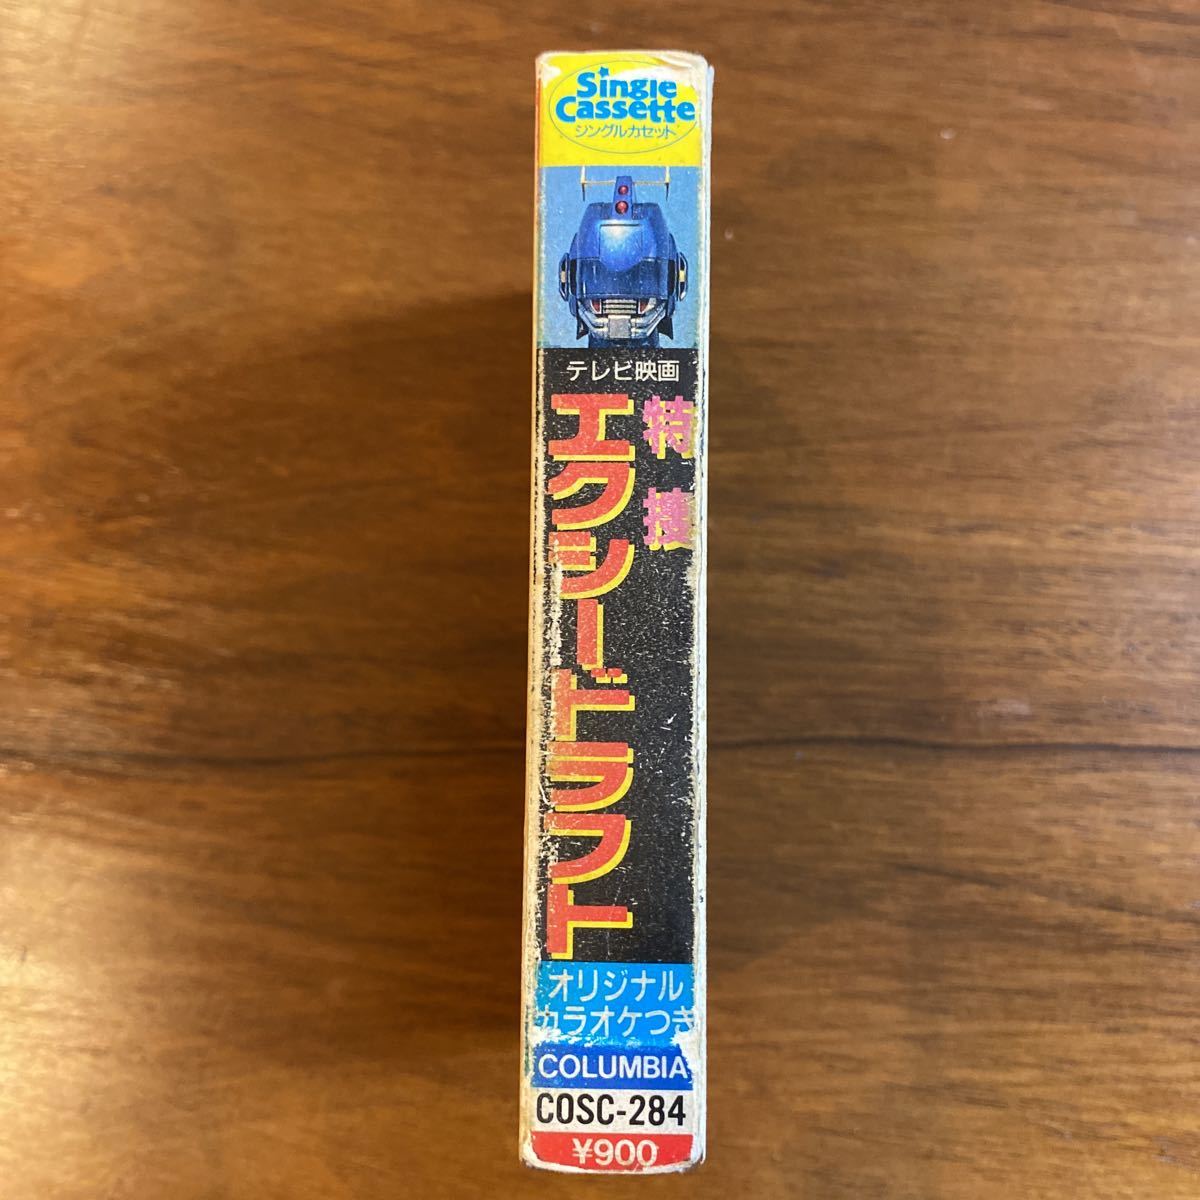 Single
Cassette
シングルカセット
テレビ映画
特捜
エクシードラフト
オリジナル
カラオケつき
COLUMBIA
COSC-284
¥900